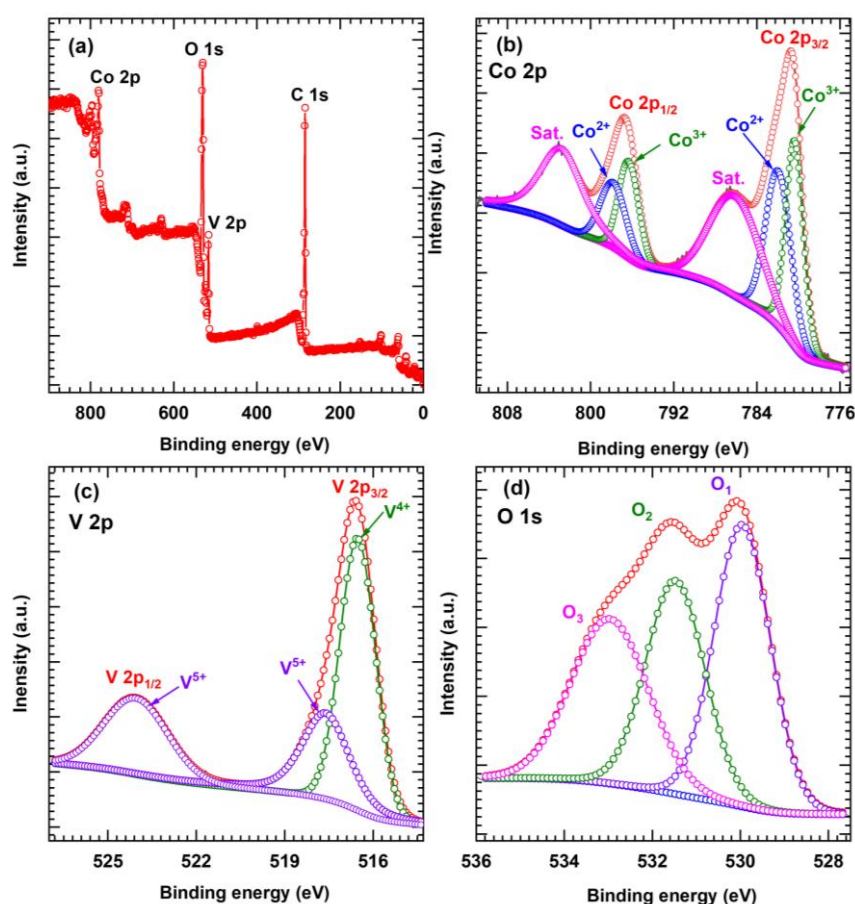 (a)
O 1s
Co 2p
C 1s
V 2p
Intensity (a.u.)
800 600 400 200 0
Binding energy (eV)
(b)
Co 2p
Co 2p3/2
Co3+
Co 2p1/2
Co2+
Sat.
Co2+
Co3+
Sat.
Intensity (a.u.)
808 800 792 784 776
Binding energy (eV)
(c)
V 2p
V 2p3/2
V4+
V 2p1/2
V5+
V5+
Inensity (a.u.)
525 522 519 516
Binding energy (eV)
(d)
O 1s
O1
O2
O3
Intensity (a.u.)
536 534 532 530 528
Binding energy (eV)